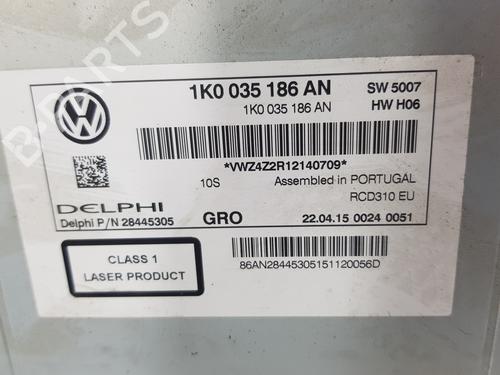 1K0 035 186 AN
SW 5007
1K0 035 186 AN
HW H06
*VWZ4Z2R12140709*
10S
Assembled in PORTUGAL
RCD310 EU
DELPHI
Delphi P/N 28445305
GRO
22.04.15 0024 0051
CLASS 1
LASER PRODUCT
86AN28445305151120056D
B-PARTS